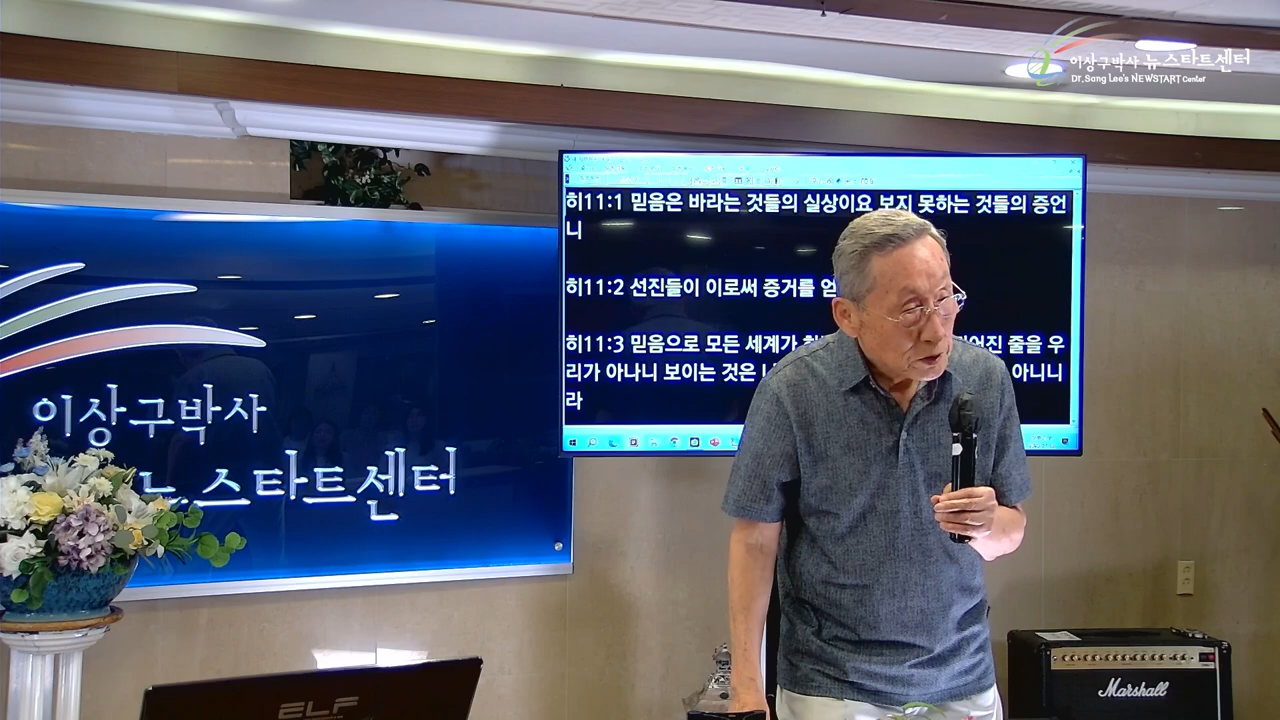 이상구박사 뉴스타트센터
Dr. Sang Lee's NEWSTART Center
히11:1 믿음은 바라는 것들의 실상이요 보지 못하는 것들의 증언
니
히11:2 선진들이 이로써 증거를
히11:3 믿음으로 모든 세계가 줄을 우
리가 아나니 보이는 것은 아니니
라
이상구박사
뉴스타트센터
ELF
Marshall